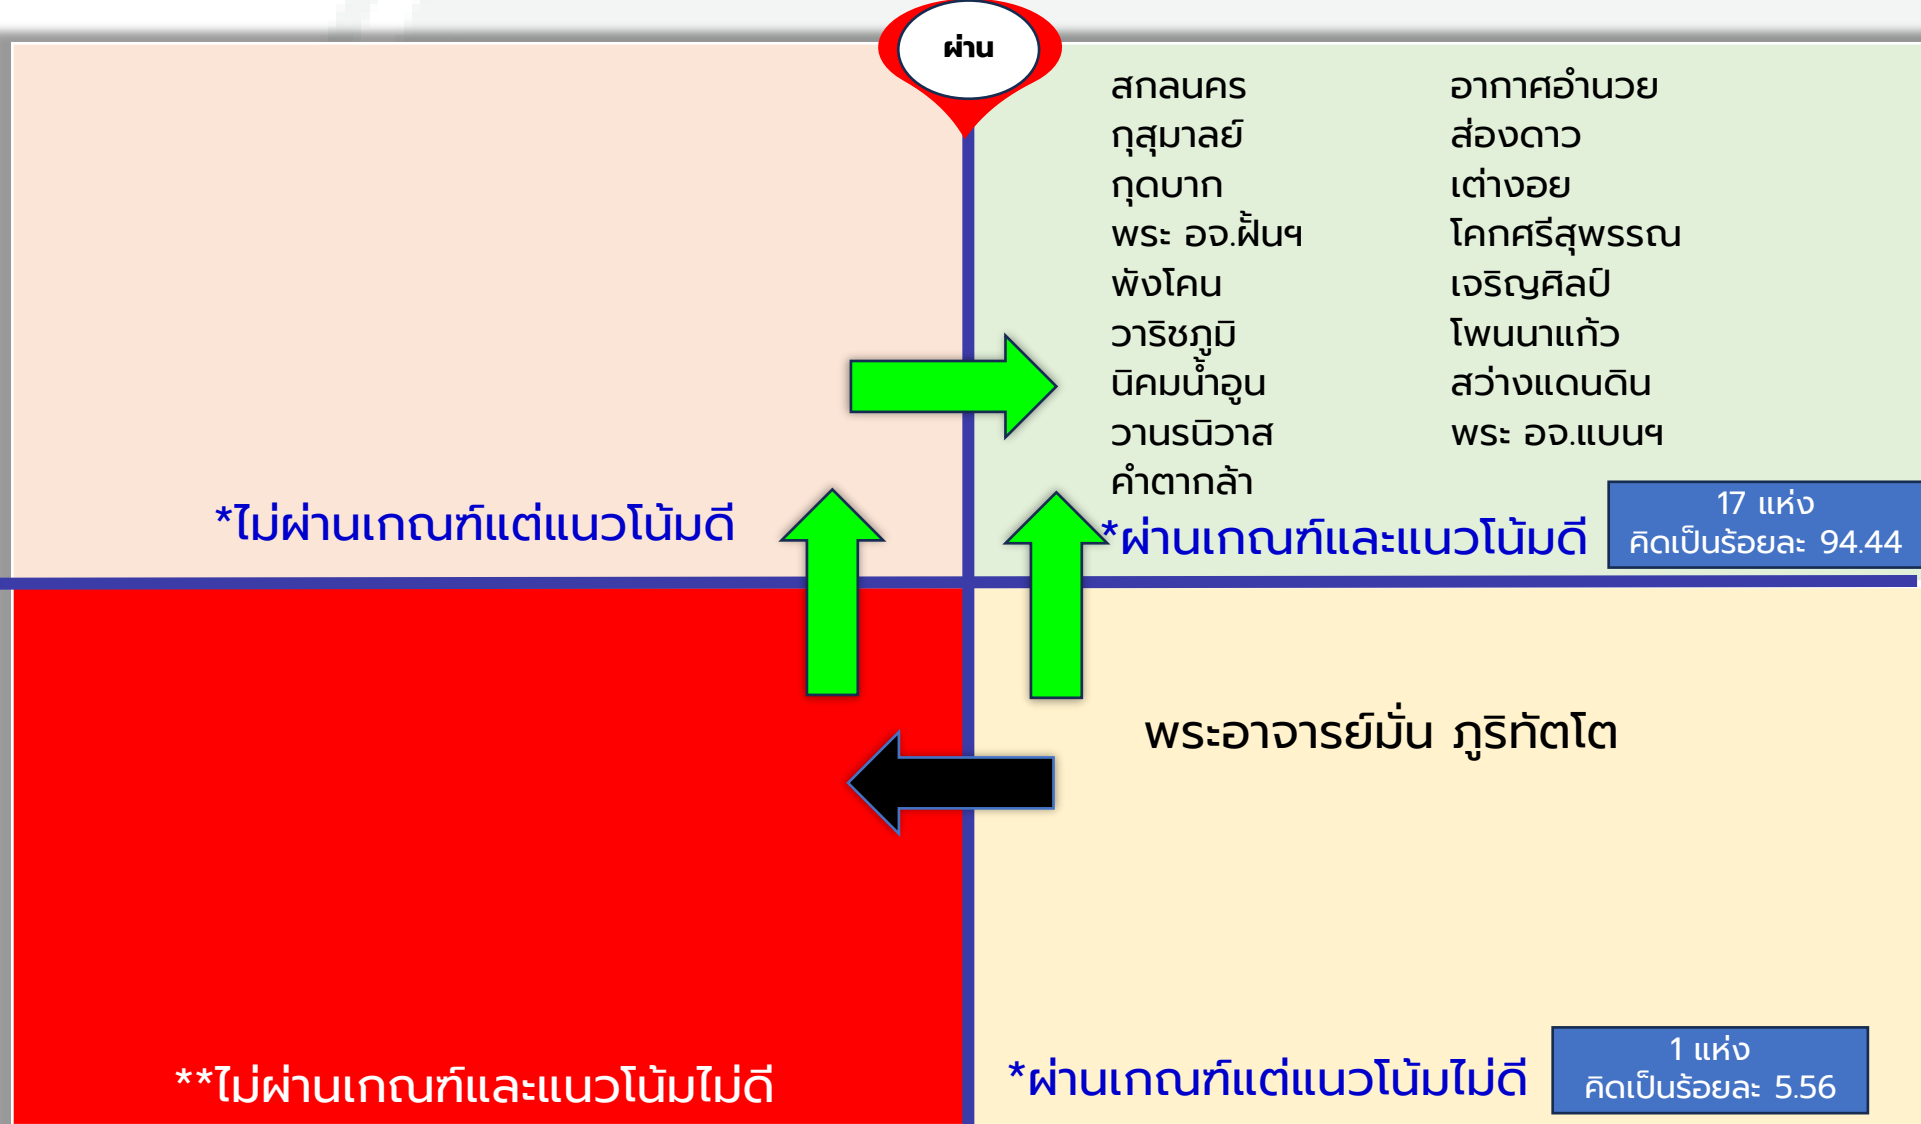 ผ่าน
สกลนคร
กุสุมาลย์
กุดบาก
พระ อจ.ฝั้นฯ
พังโคน
วาริชภูมิ
นิคมน้ำอูน
วานรนิวาส
คำตากล้า
อากาศอำนวย
ส่องดาว
เต่างอย
โคกศรีสุพรรณ
เจริญศิลป์
โพนนาแก้ว
สว่างแดนดิน
พระ อจ.แบนฯ
*ไม่ผ่านเกณฑ์แต่แนวโน้มดี
*ผ่านเกณฑ์และแนวโน้มดี
17 แห่ง
คิดเป็นร้อยละ 94.44
พระอาจารย์มั่น ภูริทัตโต
**ไม่ผ่านเกณฑ์และแนวโน้มไม่ดี
*ผ่านเกณฑ์แต่แนวโน้มไม่ดี
1 แห่ง
คิดเป็นร้อยละ 5.56